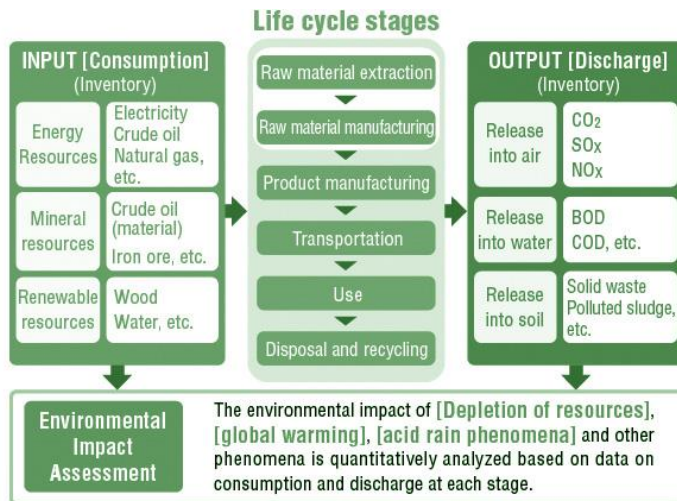 Life cycle stages
INPUT [Consumption]
(Inventory)
Energy
Resources
Electricity
Crude oil
Natural gas,
etc.
Mineral
resources
Crude oil
(material)
Iron ore, etc.
Renewable
resources
Wood
Water, etc.
Raw material extraction
Raw material manufacturing
Product manufacturing
Transportation
Use
Disposal and recycling
OUTPUT [Discharge]
(Inventory)
Release
into air
CO₂
SOx
NOx
Release
into water
BOD
COD, etc.
Release
into soil
Solid waste
Polluted sludge,
etc.
Environmental
Impact
Assessment
The environmental impact of [Depletion of resources],
[global warming], [acid rain phenomena] and other
phenomena is quantitatively analyzed based on data on
consumption and discharge at each stage.